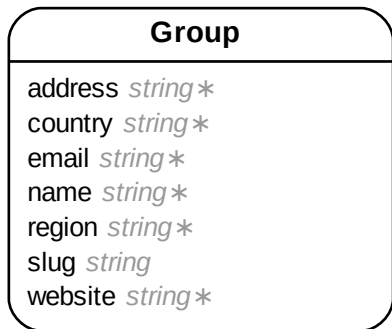 Group
address string∗
country string∗
email string∗
name string∗
region string∗
slug string
website string∗